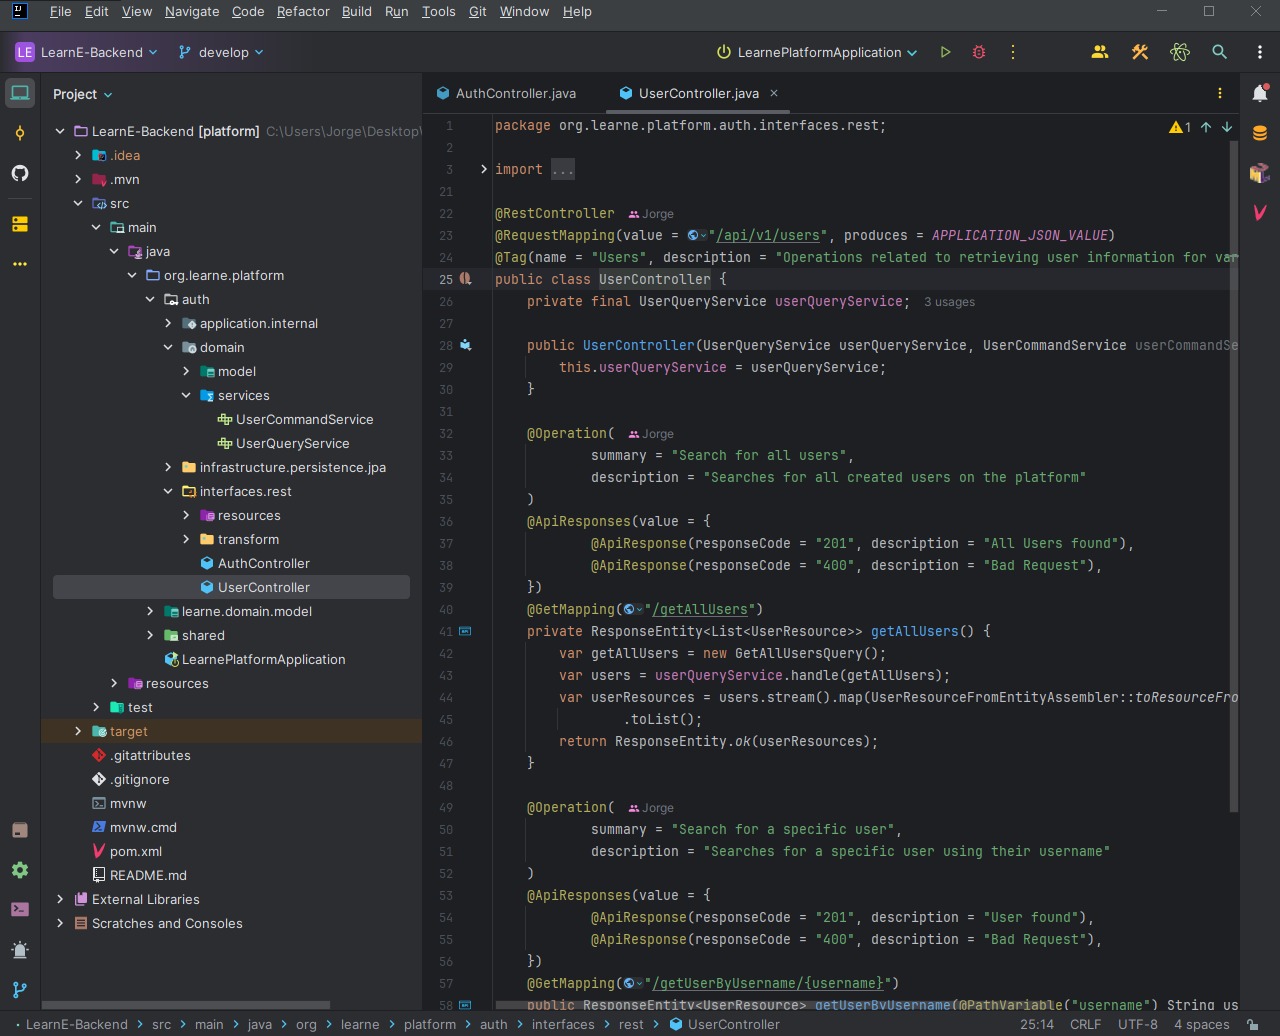 File Edit View Navigate Code Refactor Build Run Tools Git Window Help
LE LearnE-Backend develop LearnePlatformApplication
Project
AuthController.java UserController.java
LearnE-Backend [platform] C:\Users\Jorge\Desktop\
.idea
.mvn
src
main
java
org.learne.platform
auth
application.internal
domain
model
services
UserCommandService
UserQueryService
infrastructure.persistence.jpa
interfaces.rest
resources
transform
AuthController
UserController
learne.domain.model
shared
LearnePlatformApplication
resources
test
target
.gitattributes
.gitignore
mvnw
mvnw.cmd
pom.xml
README.md
External Libraries
Scratches and Consoles
1 package org.learne.platform.auth.interfaces.rest; 1
2
3 import ...
21
22 @RestController Jorge
23 @RequestMapping(value = "/api/v1/users", produces = APPLICATION_JSON_VALUE)
24 @Tag(name = "Users", description = "Operations related to retrieving user information for var
25 public class UserController {
26 private final UserQueryService userQueryService; 3 usages
27
28 public UserController(UserQueryService userQueryService, UserCommandService userCommandSe
29 this.userQueryService = userQueryService;
30 }
31
32 @Operation( Jorge
33 summary = "Search for all users",
34 description = "Searches for all created users on the platform"
35 )
36 @ApiResponses(value = {
37 @ApiResponse(responseCode = "201", description = "All Users found"),
38 @ApiResponse(responseCode = "400", description = "Bad Request"),
39 })
40 @GetMapping("/getAllUsers")
41 private ResponseEntity<List<UserResource>> getAllUsers() {
42 var getAllUsers = new GetAllUsersQuery();
43 var users = userQueryService.handle(getAllUsers);
44 var userResources = users.stream().map(UserResourceFromEntityAssembler::toResourceFro
45 .toList();
46 return ResponseEntity.ok(userResources);
47 }
48
49 @Operation( Jorge
50 summary = "Search for a specific user",
51 description = "Searches for a specific user using their username"
52 )
53 @ApiResponses(value = {
54 @ApiResponse(responseCode = "201", description = "User found"),
55 @ApiResponse(responseCode = "400", description = "Bad Request"),
56 })
57 @GetMapping("/getUserByUsername/{username}")
58 public ResponseEntity<UserResource> getUserByUsername(@PathVariable("username") String us
LearnE-Backend > src > main > java > org > learne > platform > auth > interfaces > rest > UserController 25:14 CRLF UTF-8 4 spaces